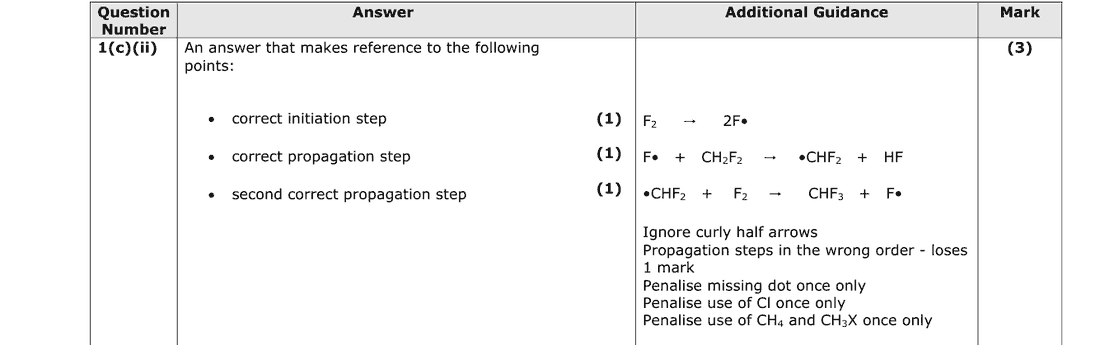 Question Number Answer Additional Guidance Mark
1(c)(ii) An answer that makes reference to the following (3)
points:
• correct initiation step (1) F₂ → 2F•
• correct propagation step (1) F• + CH₂F₂ → •CHF₂ + HF
• second correct propagation step (1) •CHF₂ + F₂ → CHF₃ + F•
Ignore curly half arrows
Propagation steps in the wrong order - loses
1 mark
Penalise missing dot once only
Penalise use of Cl once only
Penalise use of CH₄ and CH₃X once only